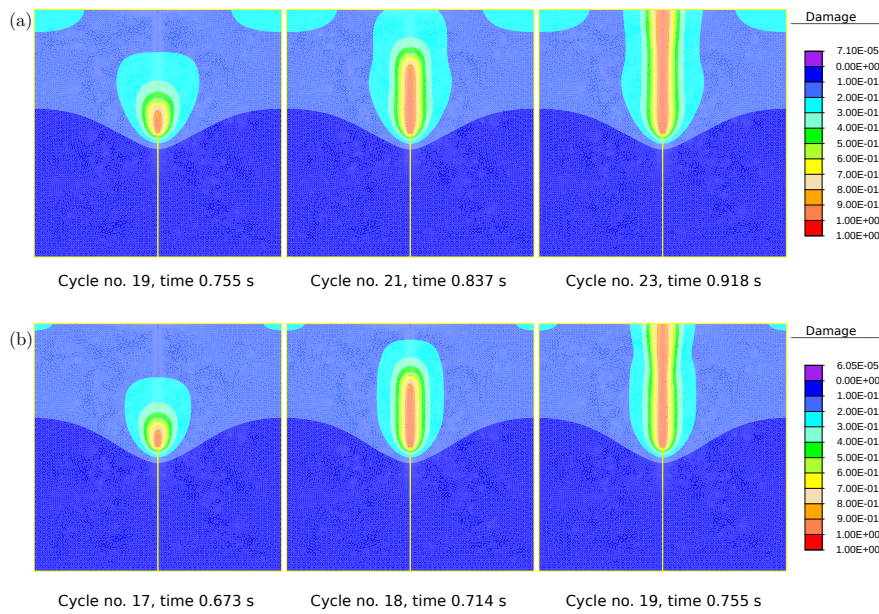 (a)
Damage
7.10E-05
0.00E+00
1.00E-01
2.00E-01
3.00E-01
4.00E-01
6.00E-01
7.00E-01
8.00E-01
9.00E-01
1.00E+00
1.00E+00
Cycle no. 19, time 0.755 s
Cycle no. 21, time 0.837 s
Cycle no. 23, time 0.918 s
(b)
Damage
6.05E-05
0.00E+00
1.00E-01
2.00E-01
3.00E-01
4.00E-01
5.00E-01
6.00E-01
7.00E-01
8.00E-01
9.00E-01
1.00E+00
1.00E+00
Cycle no. 17, time 0.673 s
Cycle no. 18, time 0.714 s
Cycle no. 19, time 0.755 s